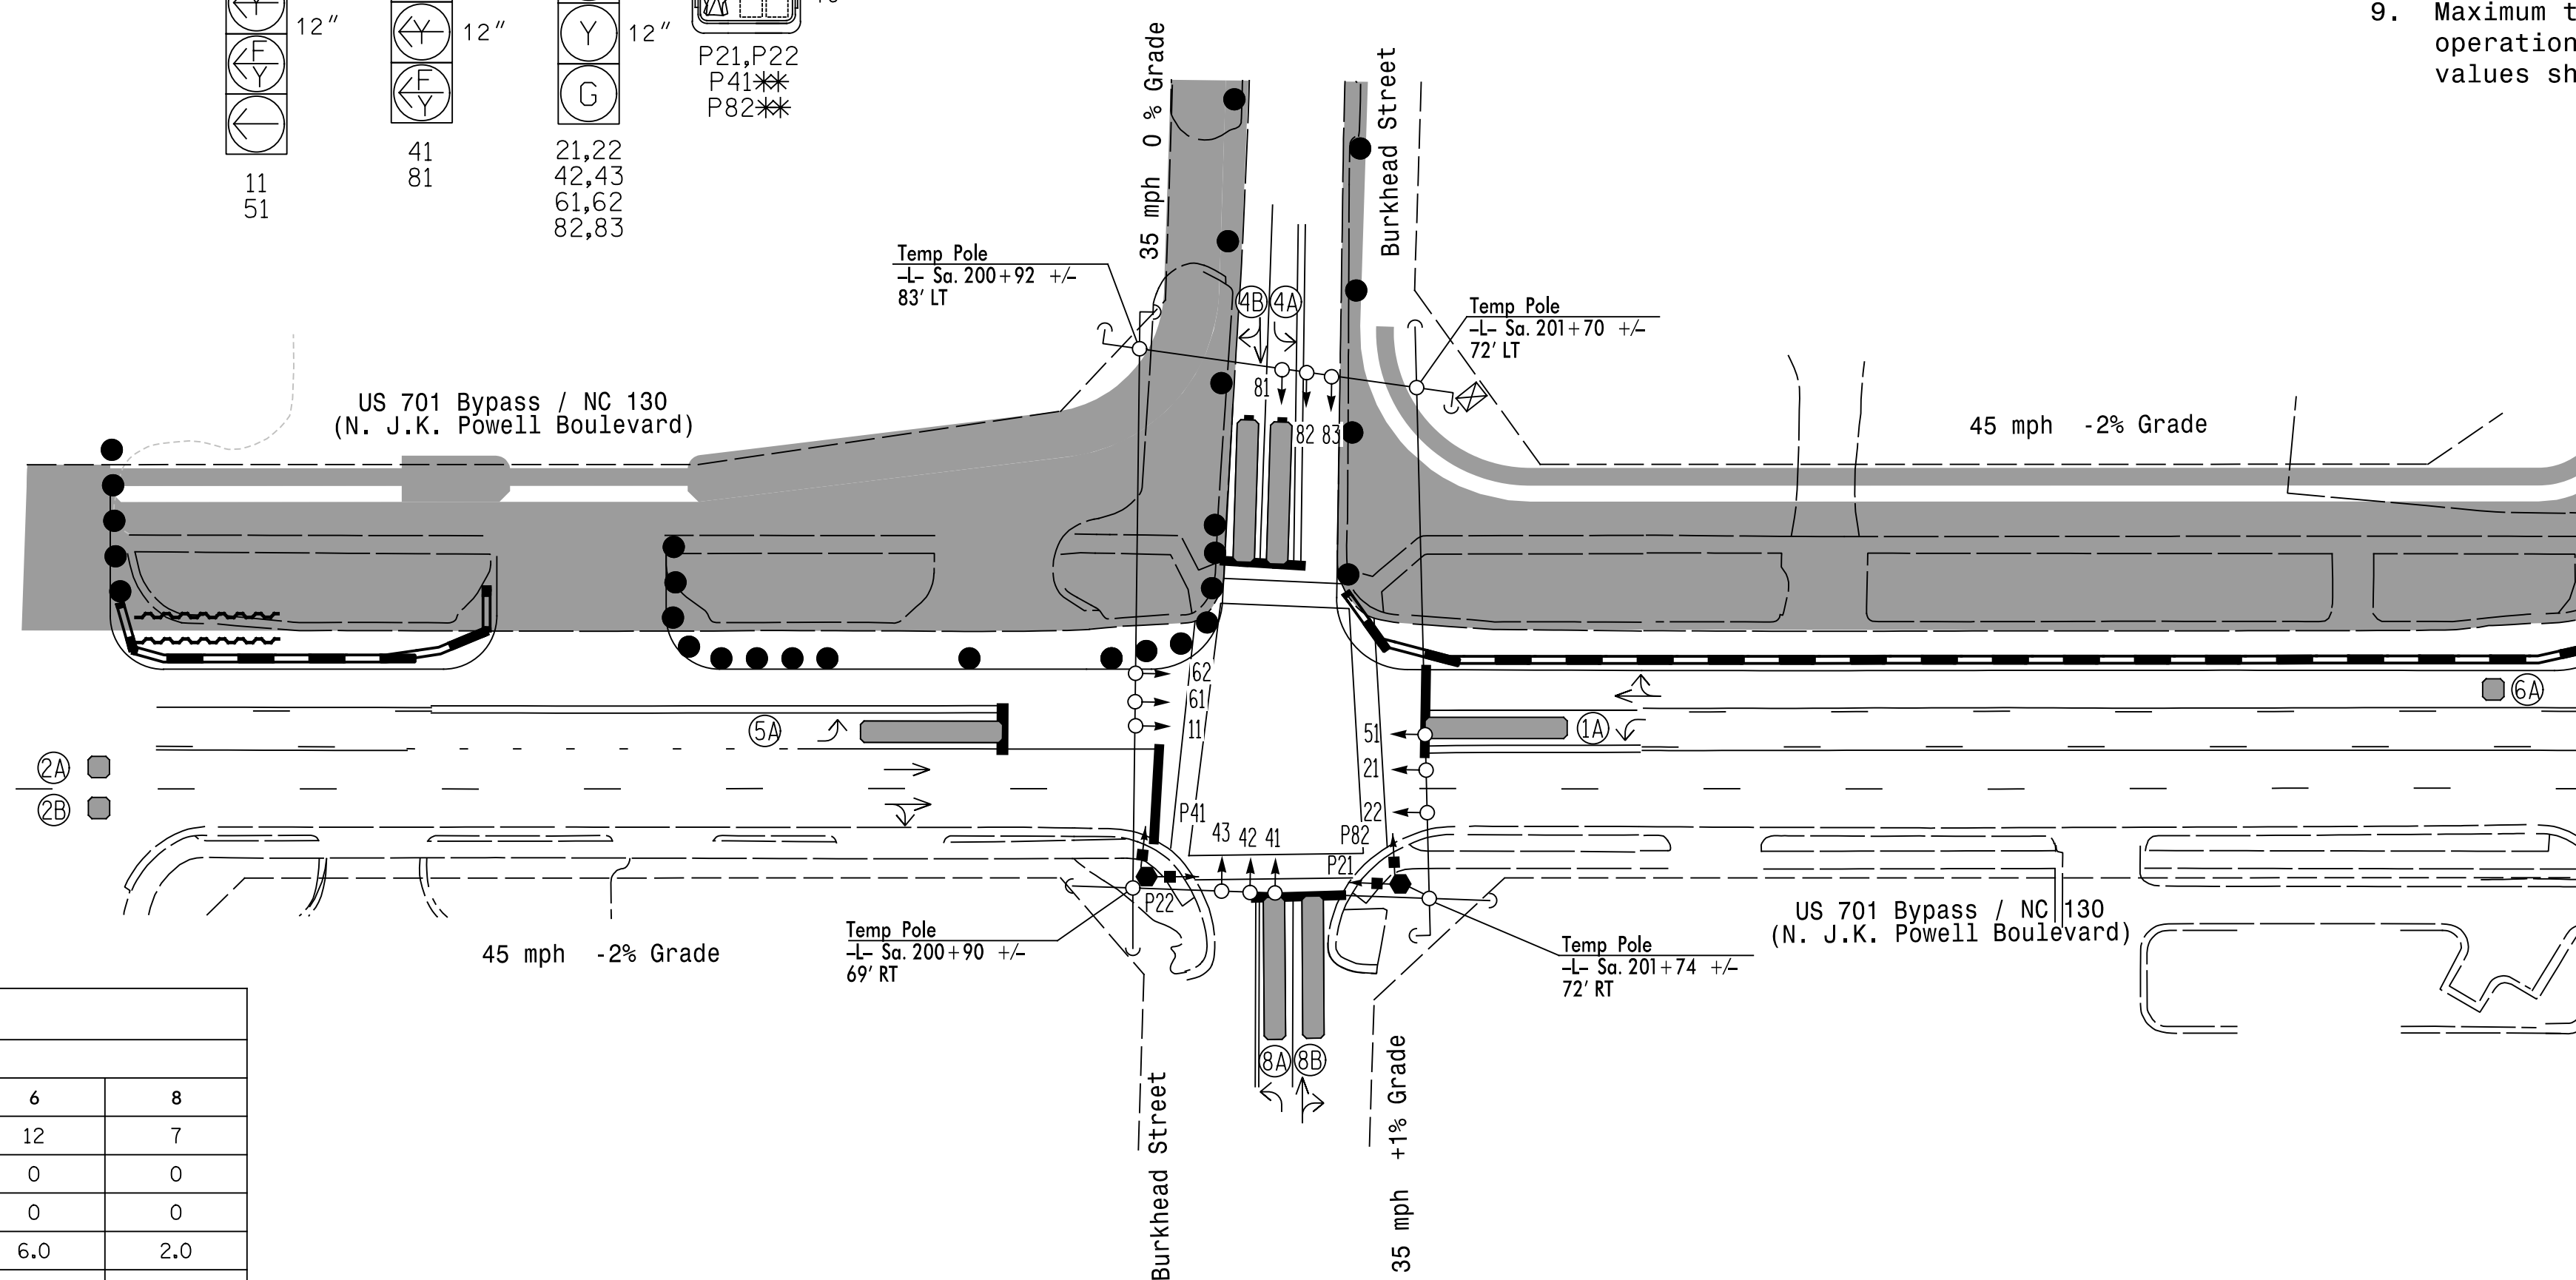 Y
12"
F
Y
11
51
Y
12"
F
Y
41
81
Y
12"
G
21,22
42,43
61,62
82,83
P21,P22
P41**
P82**
9. Maximum t
operation
values sh
35 mph 0 % Grade
Burkhead Street
Temp Pole
-L- Sa. 200+92 +/-
83' LT
Temp Pole
-L- Sa. 201+70 +/-
72' LT
4B
4A
81
82
83
US 701 Bypass / NC 130
(N. J.K. Powell Boulevard)
45 mph -2% Grade
62
61
11
5A
51
1A
6A
21
22
2A
2B
P41
43
42
41
P82
P21
P22
Temp Pole
-L- Sa. 200+90 +/-
69' RT
Temp Pole
-L- Sa. 201+74 +/-
72' RT
45 mph -2% Grade
US 701 Bypass / NC 130
(N. J.K. Powell Boulevard)
8A
8B
Burkhead Street
35 mph +1% Grade
6 8
12 7
0 0
0 0
6.0 2.0